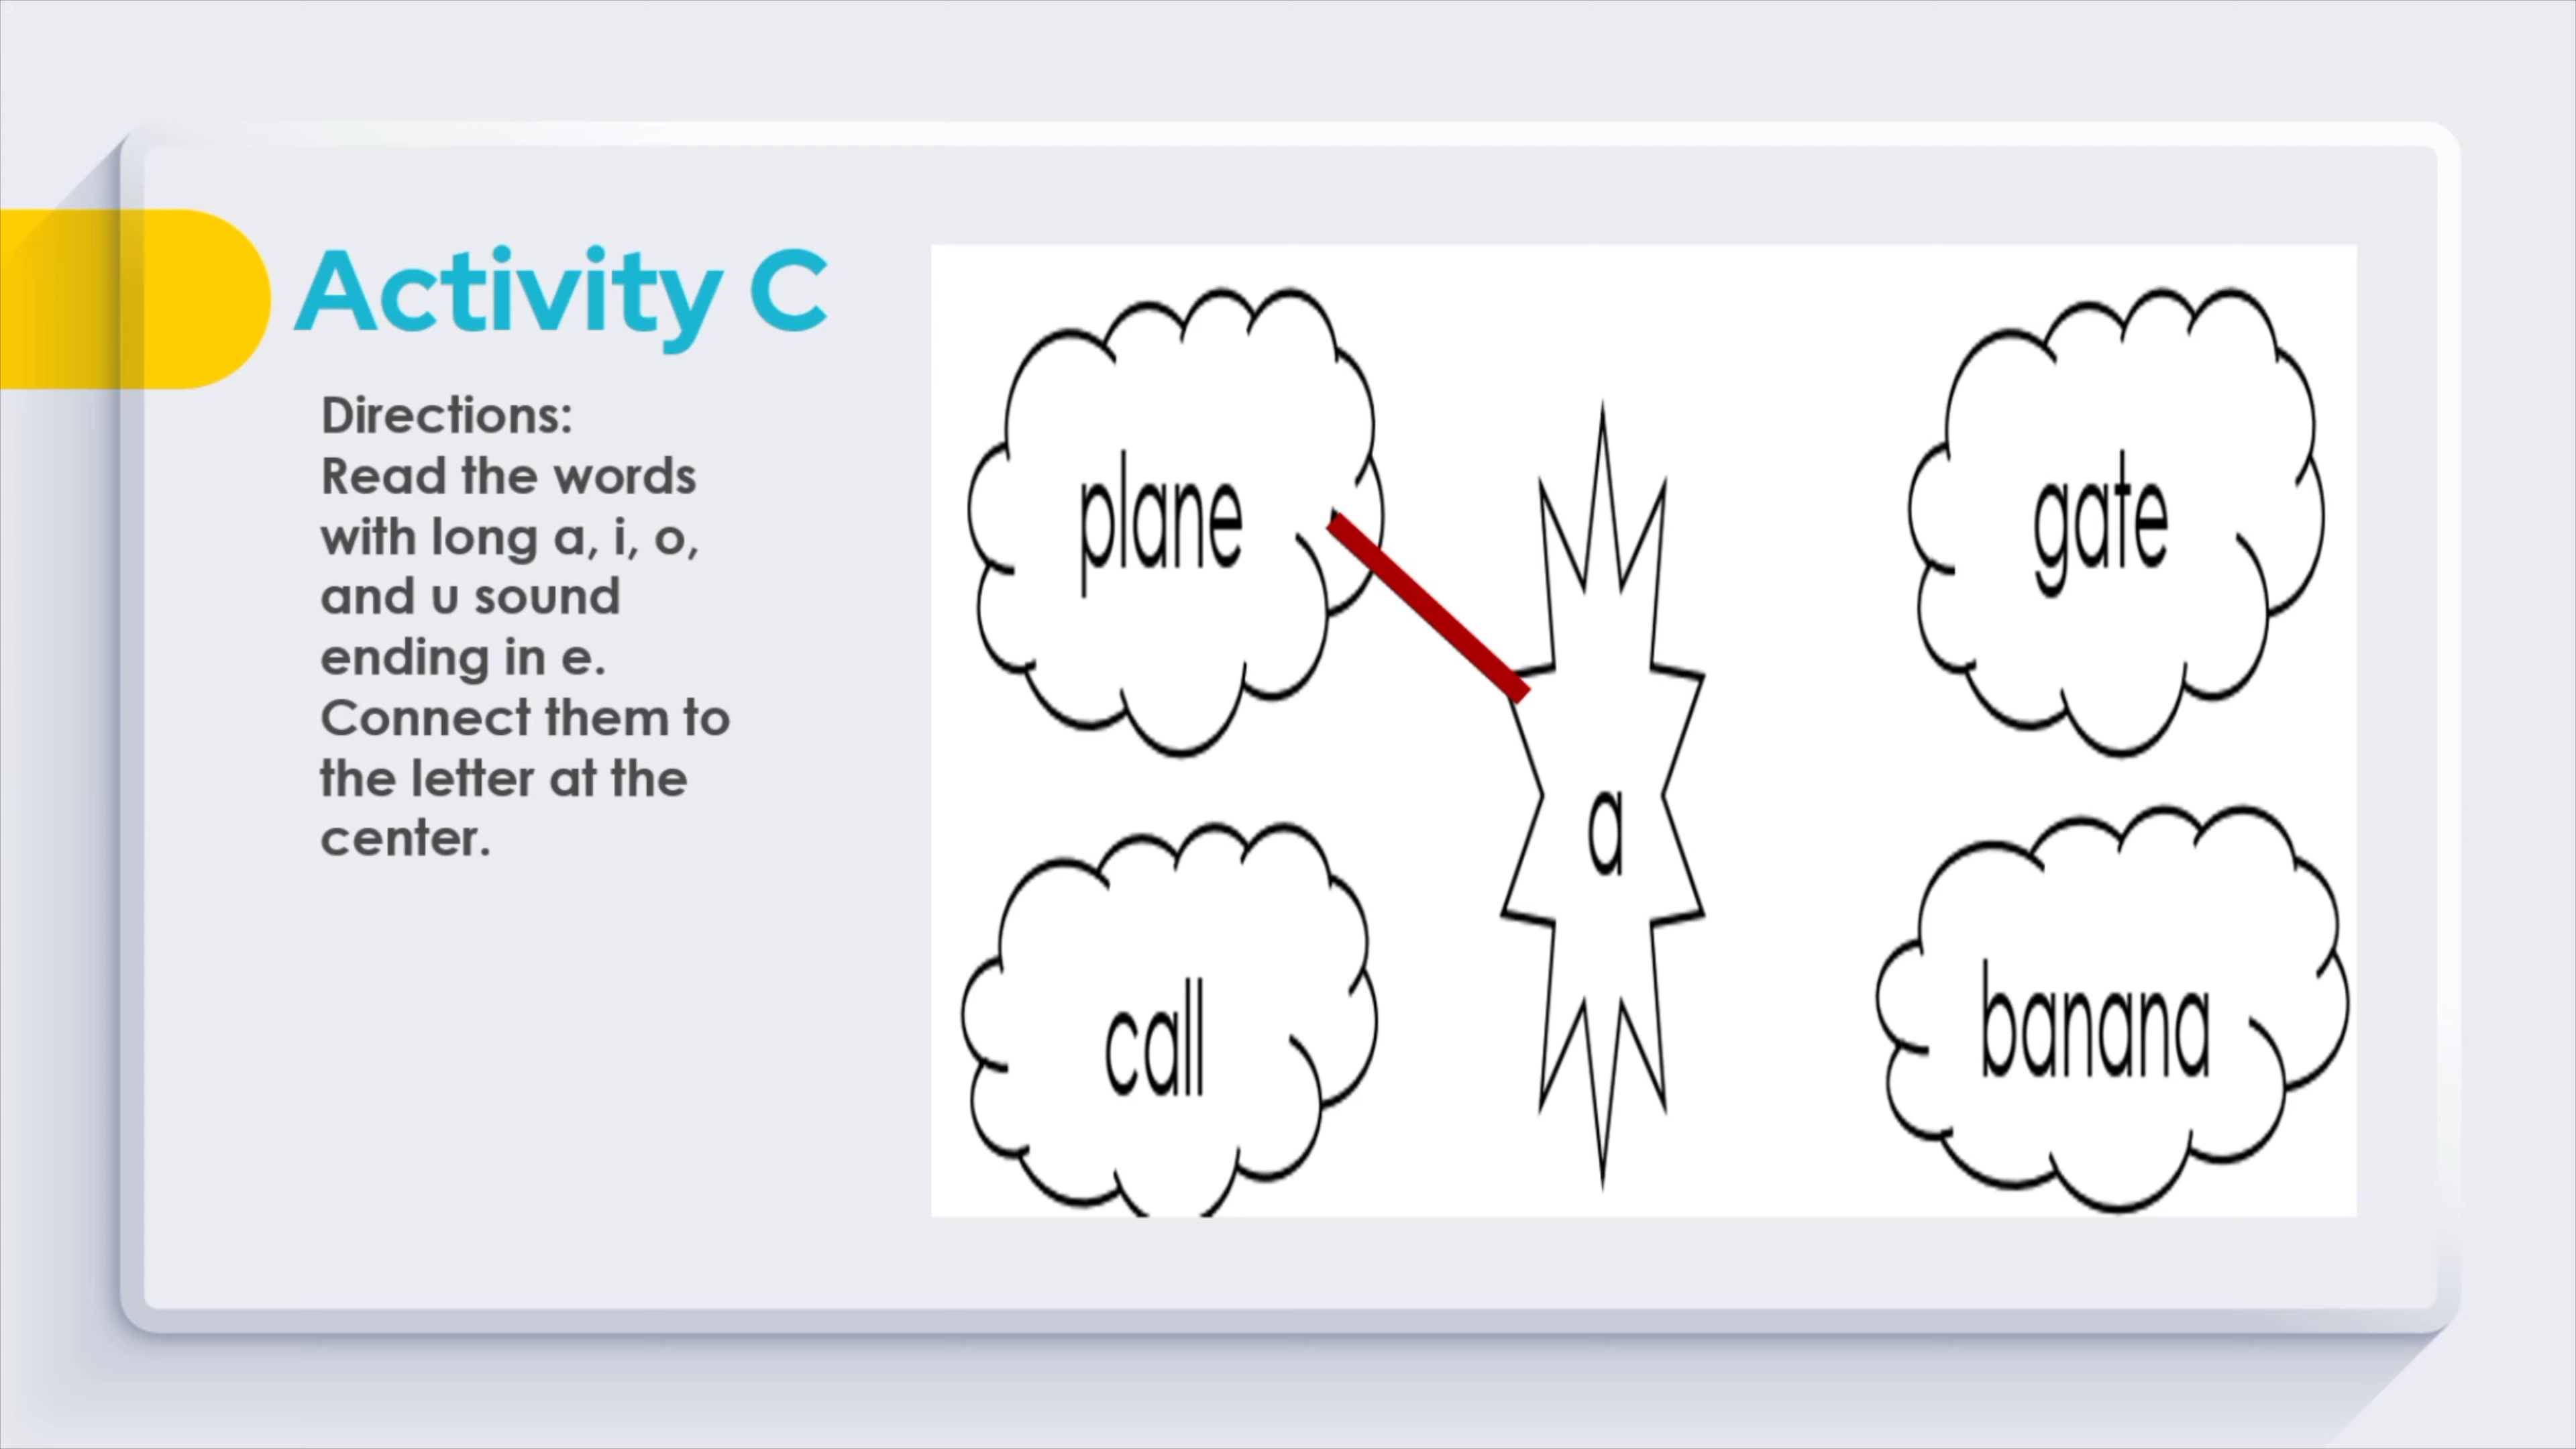 Activity C
Directions:
Read the words
with long a, i, o,
and u sound
ending in e.
Connect them to
the letter at the
center.
plane
gate
a
call
banana